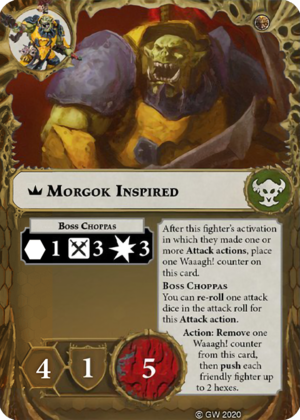 Morgok Inspired
Boss Choppas
1 3 3
After this fighter's activation
in which they made one or
more Attack actions, place
one Waaagh! counter on
this card.
Boss Choppas
You can re-roll one attack
dice in the attack roll for
this Attack action.
Action: Remove one
Waaagh! counter
from this card,
then push each
friendly fighter up
to 2 hexes.
4 1 5
© GW 2020